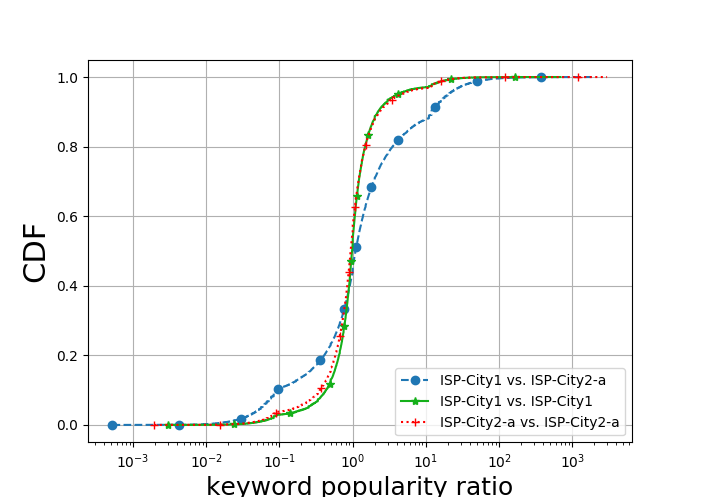 1.0
0.8
0.6
0.4
0.2
0.0
CDF
10⁻³ 10⁻² 10⁻¹ 10⁰ 10¹ 10² 10³
keyword popularity ratio
ISP-City1 vs. ISP-City2-a
ISP-City1 vs. ISP-City1
ISP-City2-a vs. ISP-City2-a